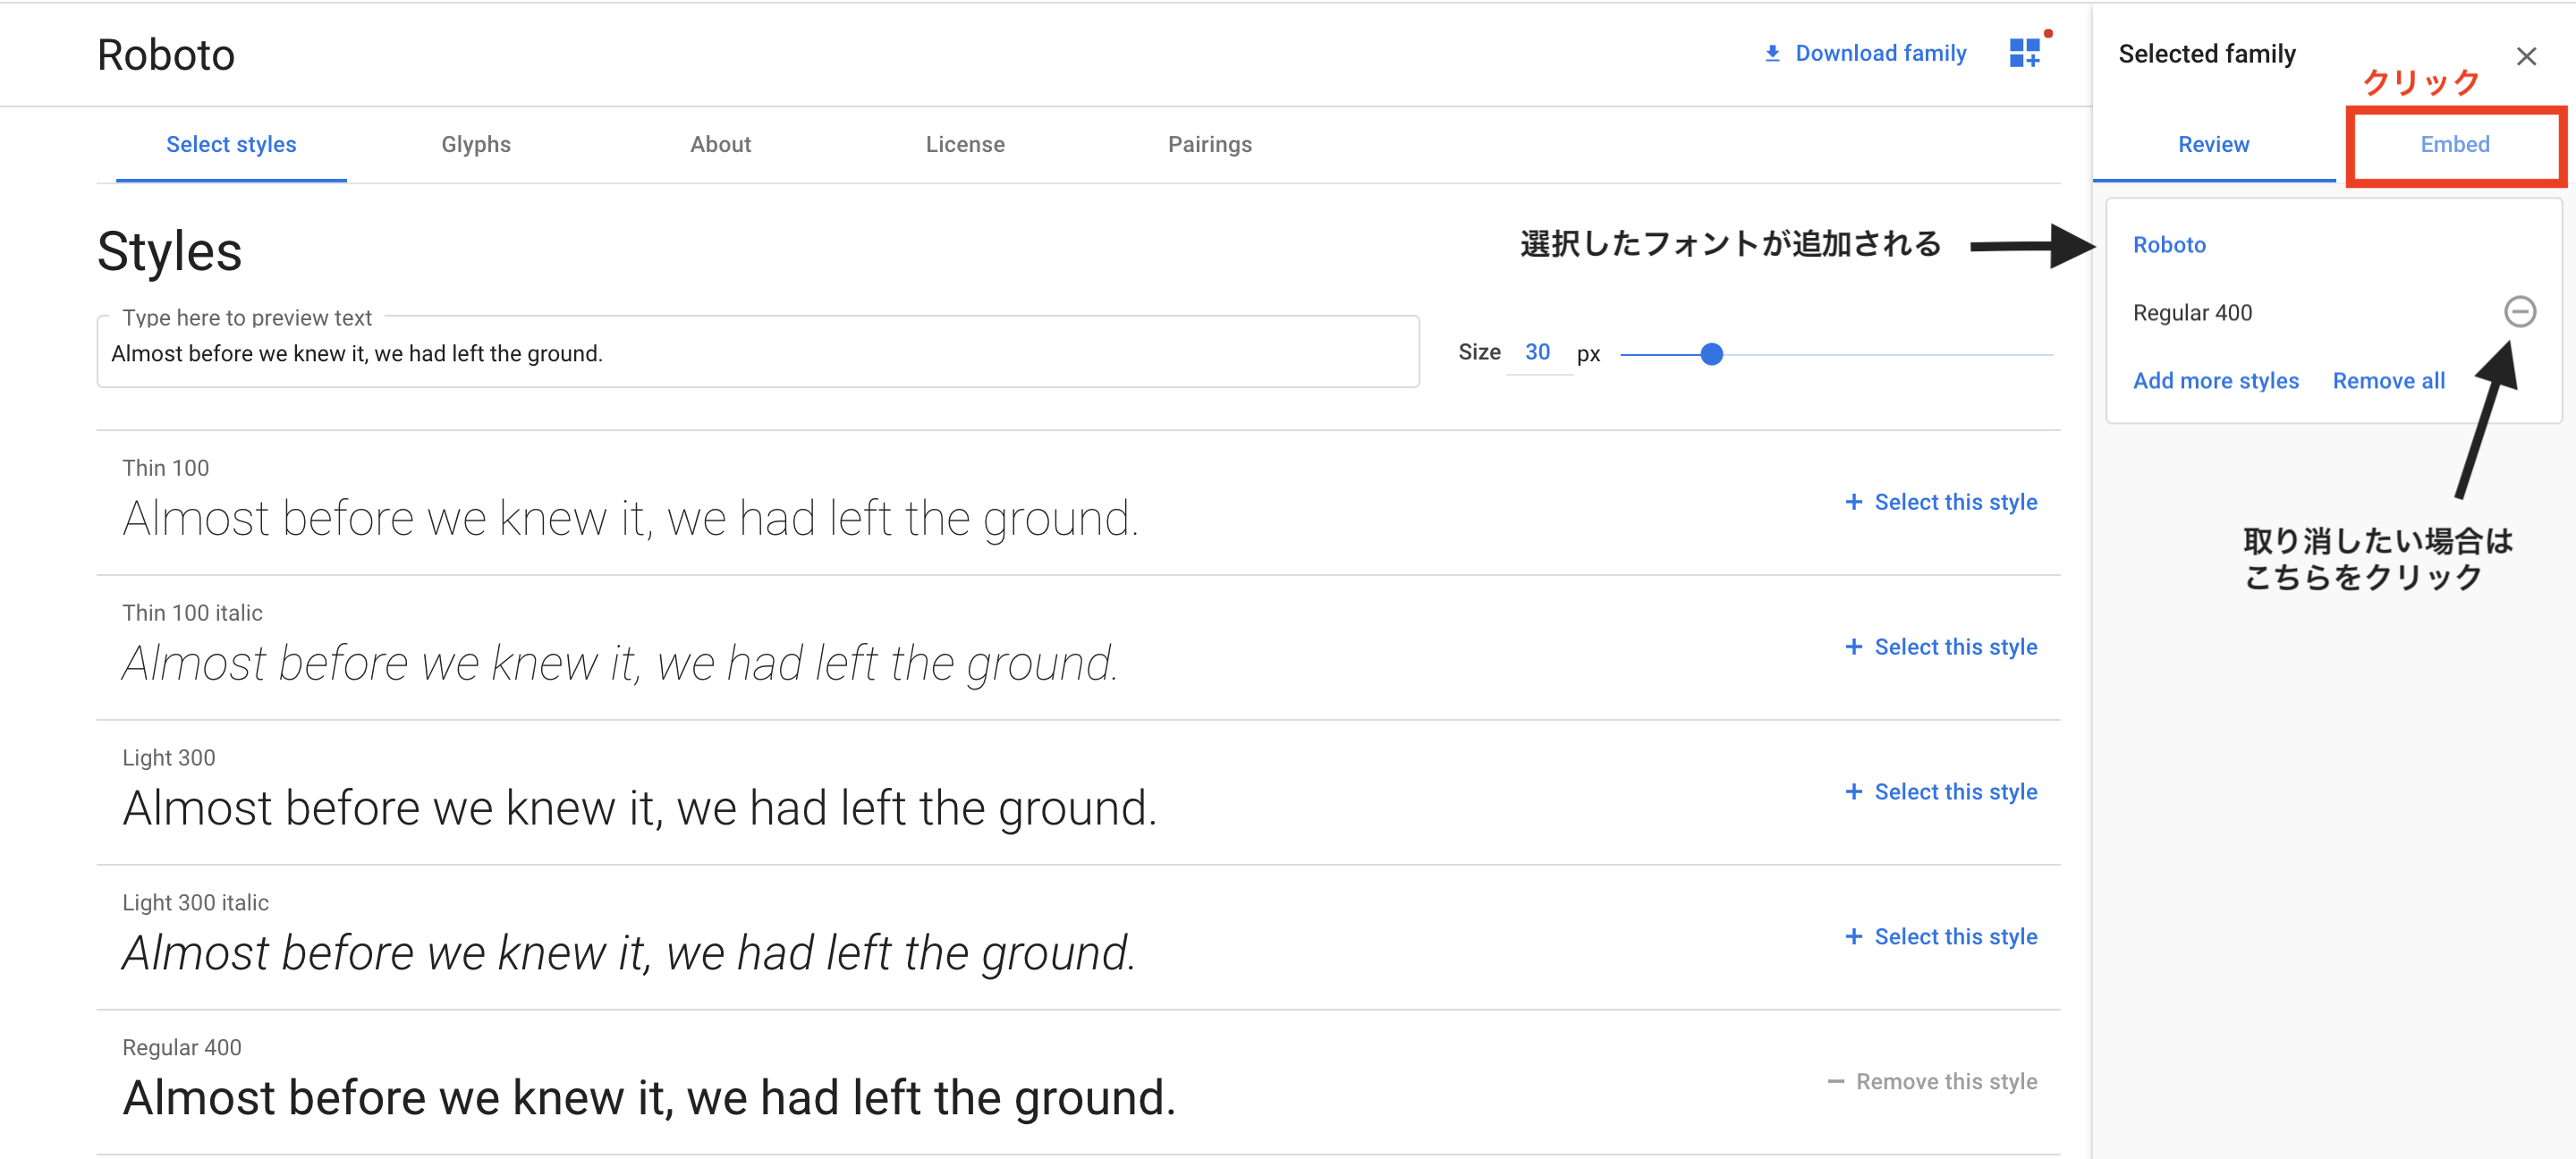 Roboto
Download family
Select styles
Glyphs
About
License
Pairings
Styles
Type here to preview text
Almost before we knew it, we had left the ground.
Size 30 px
Thin 100
Almost before we knew it, we had left the ground.
+ Select this style
Thin 100 italic
Almost before we knew it, we had left the ground.
+ Select this style
Light 300
Almost before we knew it, we had left the ground.
+ Select this style
Light 300 italic
Almost before we knew it, we had left the ground.
+ Select this style
Regular 400
Almost before we knew it, we had left the ground.
− Remove this style
Selected family
クリック
Review
Embed
選択したフォントが追加される
Roboto
Regular 400
Add more styles
Remove all
取り消したい場合は
こちらをクリック